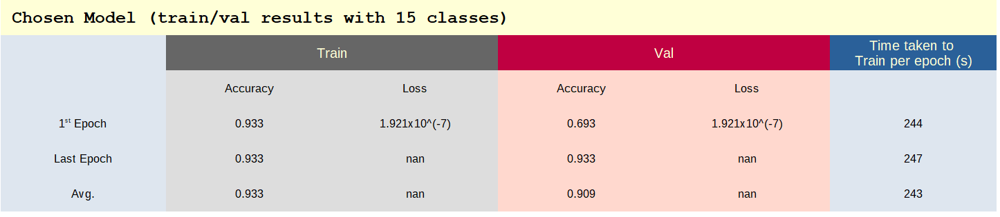 Chosen Model (train/val results with 15 classes)
Train Val Time taken to
Train per epoch (s)
Accuracy Loss Accuracy Loss
1st Epoch 0.933 1.921x10^(-7) 0.693 1.921x10^(-7) 244
Last Epoch 0.933 nan 0.933 nan 247
Avg. 0.933 nan 0.909 nan 243